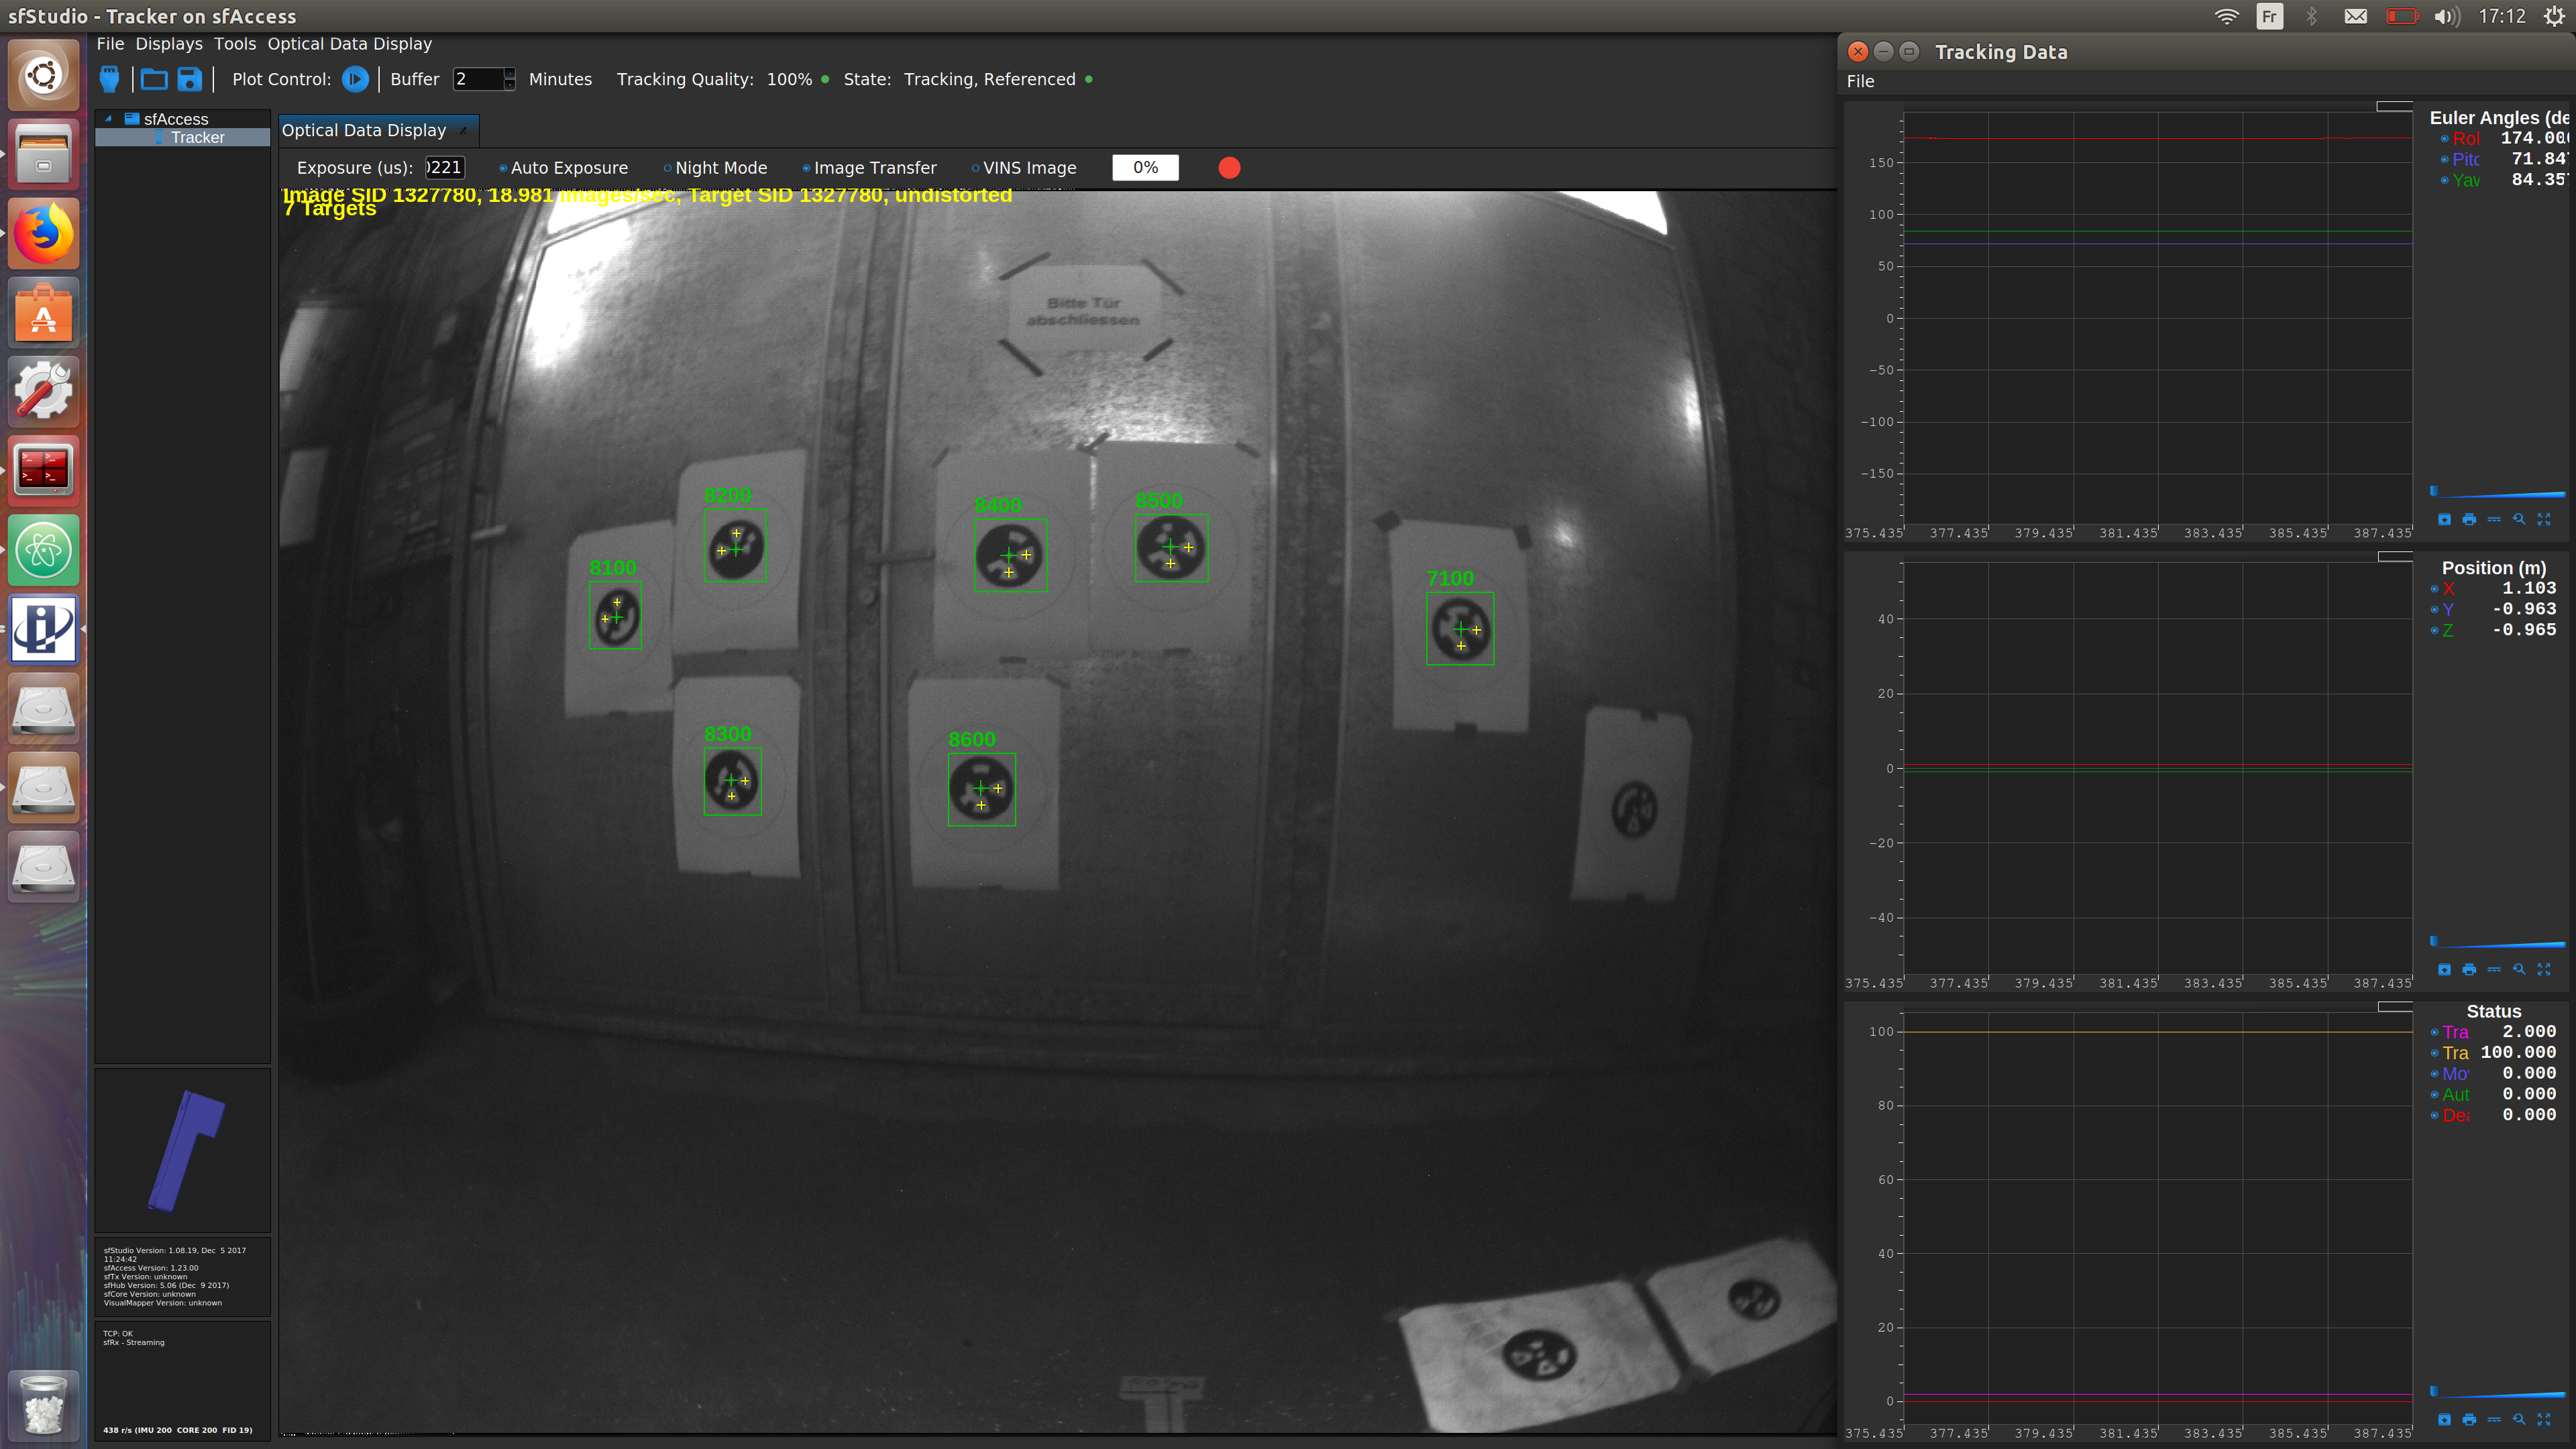 sfStudio - Tracker on sfAccess
Fr
17:12
File Displays Tools Optical Data Display
Plot Control: Buffer 2 Minutes Tracking Quality: 100% State: Tracking, Referenced
sfAccess
Tracker
Optical Data Display
Exposure (us): 0221 Auto Exposure Night Mode Image Transfer VINS Image 0%
Image SID 1327780, 18.981 images/sec, Target SID 1327780, undistorted
7 Targets
Bitte Tür
abschliessen
8200
8400
8500
8100
7100
8300
8600
sfStudio Version: 1.08.19, Dec 5 2017
11:24:42
sfAccess Version: 1.23.00
sfTx Version: unknown
sfHub Version: 5.06 (Dec 9 2017)
sfCore Version: unknown
VisualMapper Version: unknown
TCP: OK
sfRx - Streaming
438 r/s (IMU 200 CORE 200 FID 19)
Tracking Data
File
150
100
50
0
-50
-100
-150
375.435 377.435 379.435 381.435 383.435 385.435 387.435
Euler Angles (de
Rol 174.00
Pitc 71.847
Yaw 84.357
40
20
0
-20
-40
375.435 377.435 379.435 381.435 383.435 385.435 387.435
Position (m)
X 1.103
Y -0.963
Z -0.965
100
80
60
40
20
0
375.435 377.435 379.435 381.435 383.435 385.435 387.435
Status
Tra 2.000
Tra 100.000
Mo 0.000
Aut 0.000
Dea 0.000